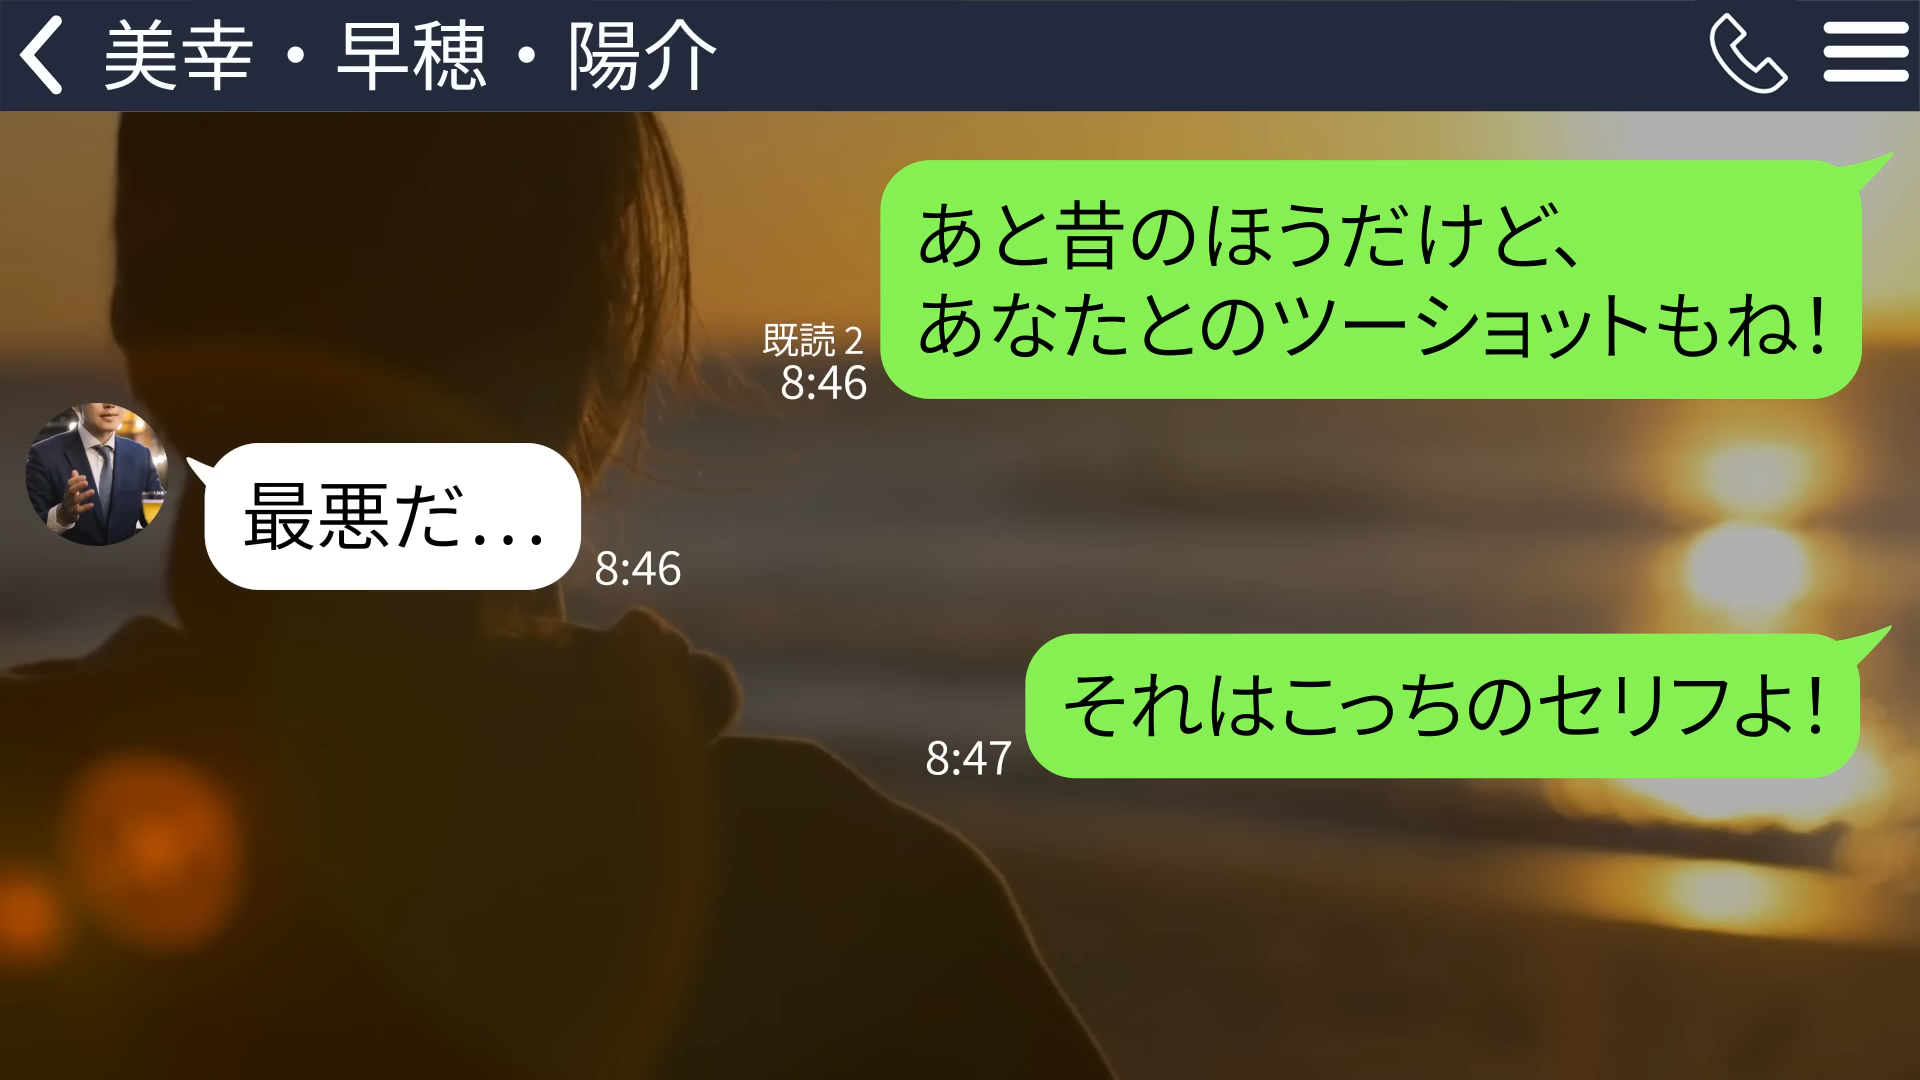 美幸・早穂・陽介
あと昔のほうだけど、
あなたとのツーショットもね！
既読 2
8:46
最悪だ…
8:46
それはこっちのセリフよ！
8:47